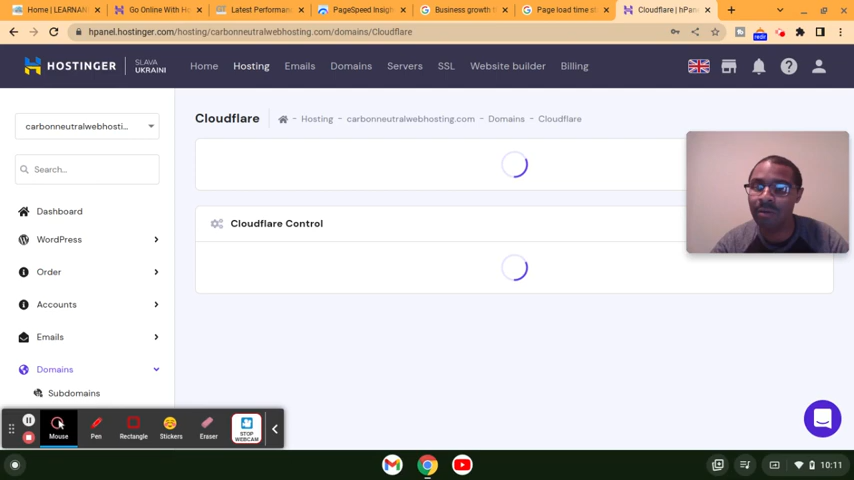 Home | LEARNAN
Go Online With Ho
Latest Performanc
PageSpeed Insigh
Business growth t
Page load time st
Cloudflare | hPan
hpanel.hostinger.com/hosting/carbonneutralwebhosting.com/domains/Cloudflare
redir
HOSTINGER
SLAVA UKRAINI
Home
Hosting
Emails
Domains
Servers
SSL
Website builder
Billing
carbonneutralwebhosti...
Cloudflare
- Hosting - carbonneutralwebhosting.com - Domains - Cloudflare
Search...
Cloudflare Control
Dashboard
WordPress
Order
Accounts
Emails
Domains
Subdomains
Mouse
Pen
Rectangle
Stickers
Eraser
STOP WEBCAM
10:11